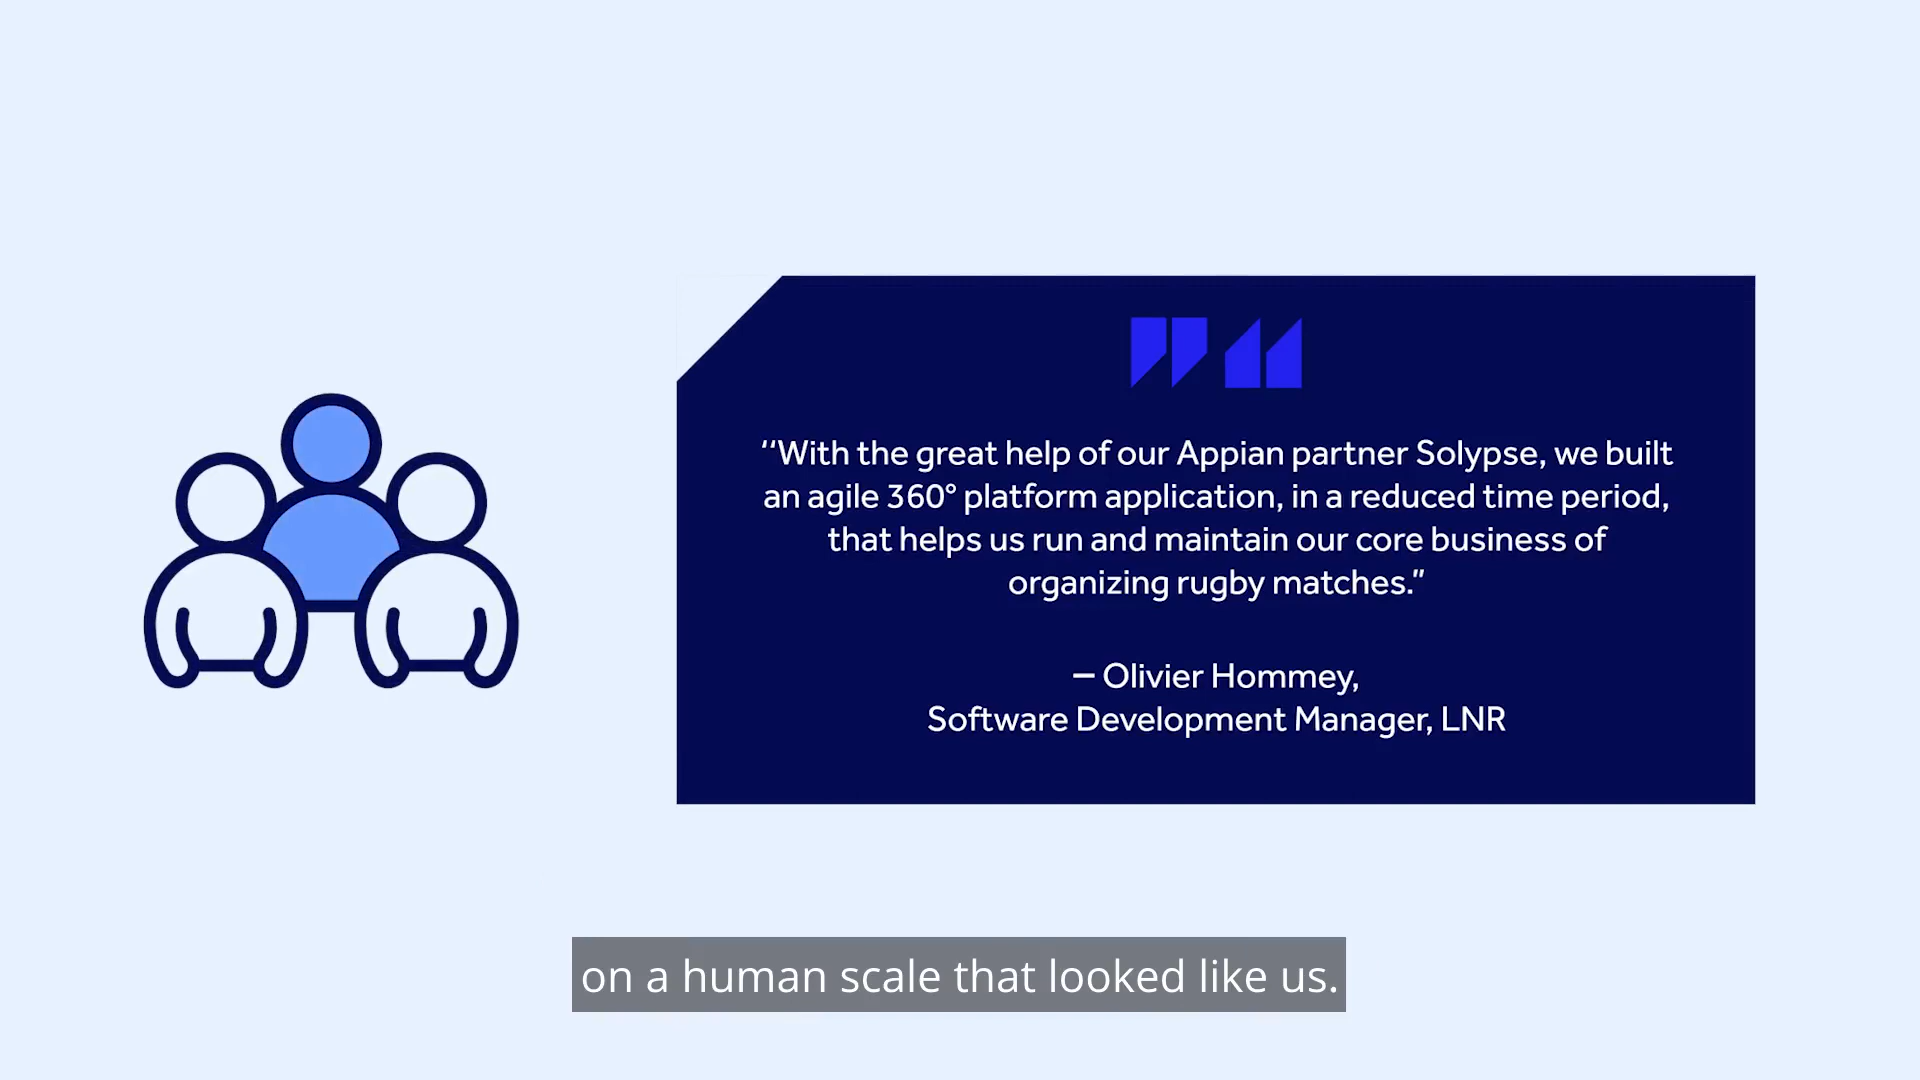 ‘‘With the great help of our Appian partner Solypse, we built
an agile 360° platform application, in a reduced time period,
that helps us run and maintain our core business of
organizing rugby matches.”
— Olivier Hommey,
Software Development Manager, LNR
on a human scale that looked like us.